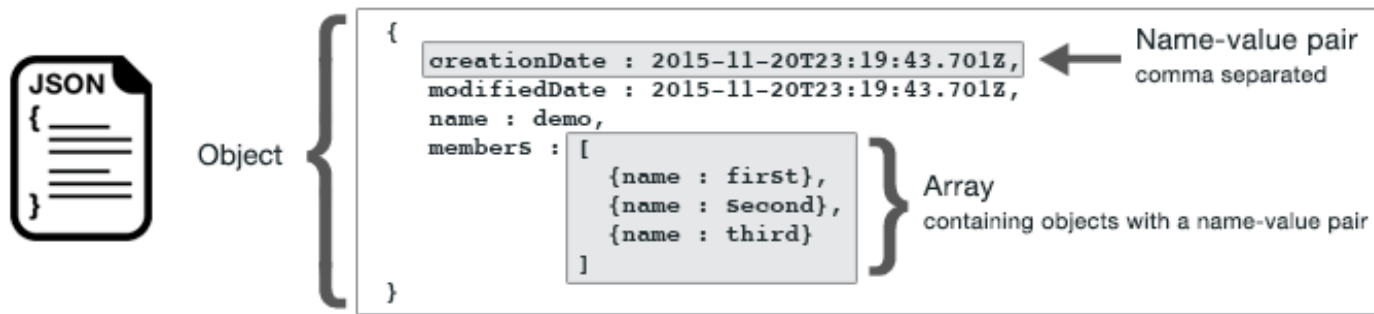 JSON
{
}
Object
{
creationDate : 2015-11-20T23:19:43.701Z,
modifiedDate : 2015-11-20T23:19:43.701Z,
name : demo,
members : [
{name : first},
{name : second},
{name : third}
]
}
Name-value pair
comma separated
Array
containing objects with a name-value pair